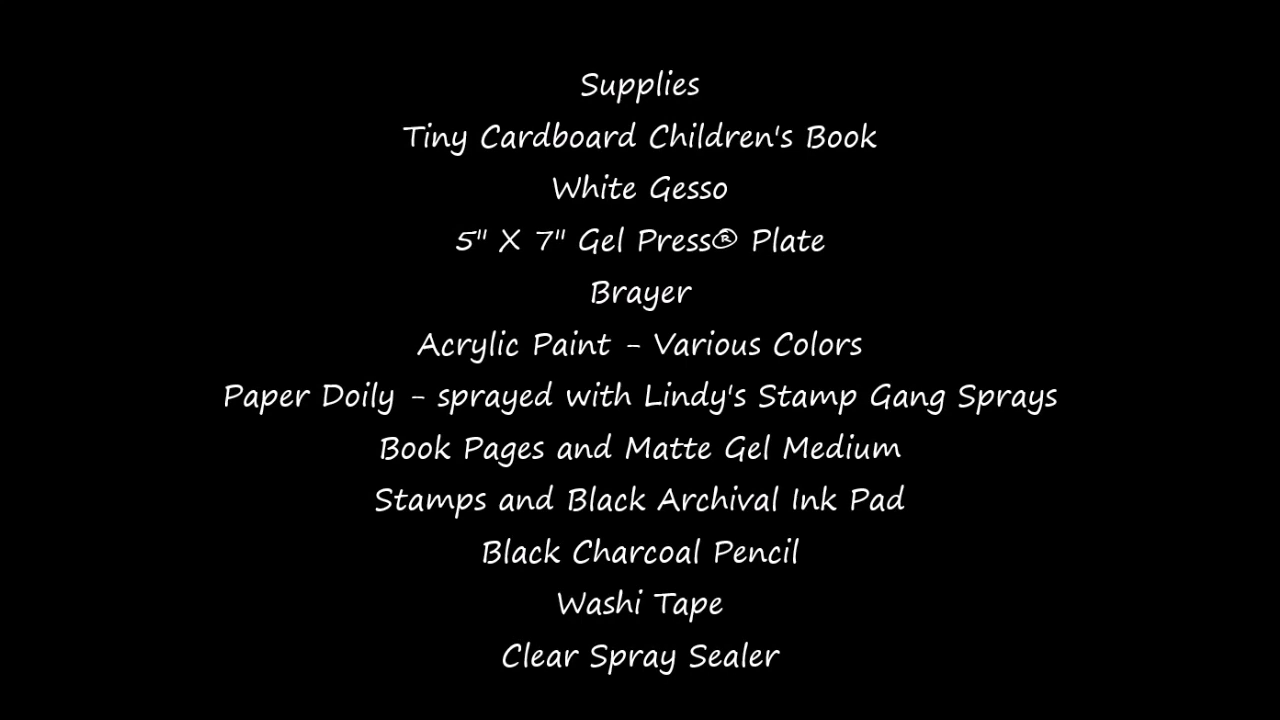 Supplies
Tiny Cardboard Children's Book
White Gesso
5" X 7" Gel Press® Plate
Brayer
Acrylic Paint - Various Colors
Paper Doily - sprayed with Lindy's Stamp Gang Sprays
Book Pages and Matte Gel Medium
Stamps and Black Archival Ink Pad
Black Charcoal Pencil
Washi Tape
Clear Spray Sealer